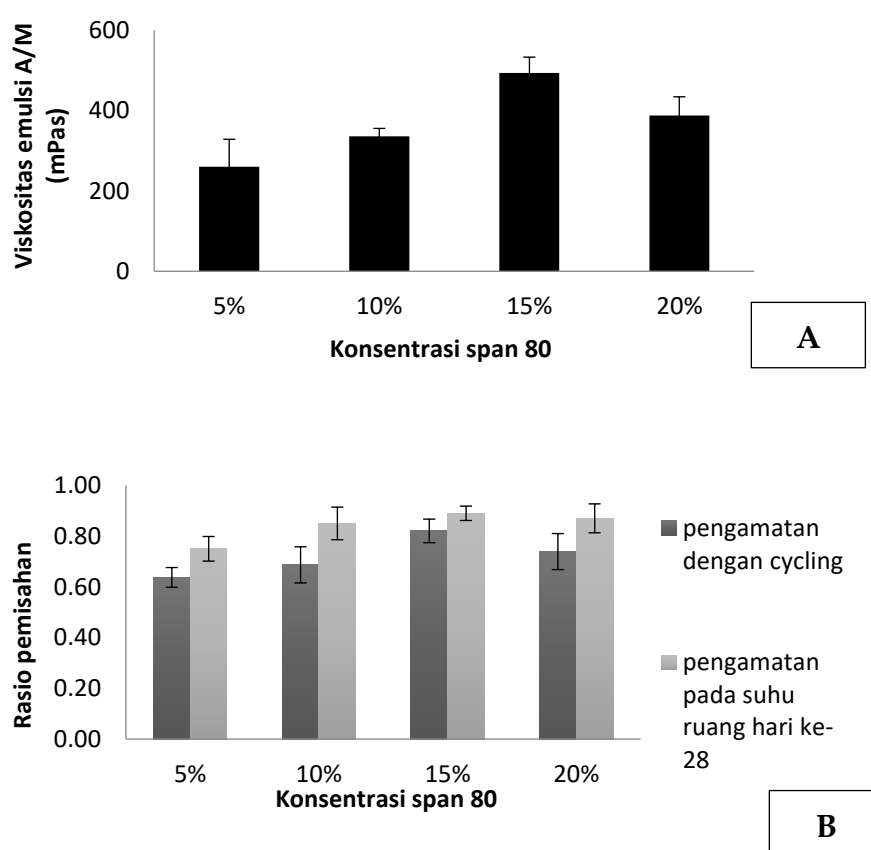 Viskositas emulsi A/M
(mPas)
600
400
200
0
5% 10% 15% 20%
Konsentrasi span 80
A
Rasio pemisahan
1.00
0.80
0.60
0.40
0.20
0.00
5% 10% 15% 20%
Konsentrasi span 80
pengamatan
dengan cycling
pengamatan
pada suhu
ruang hari ke-
28
B